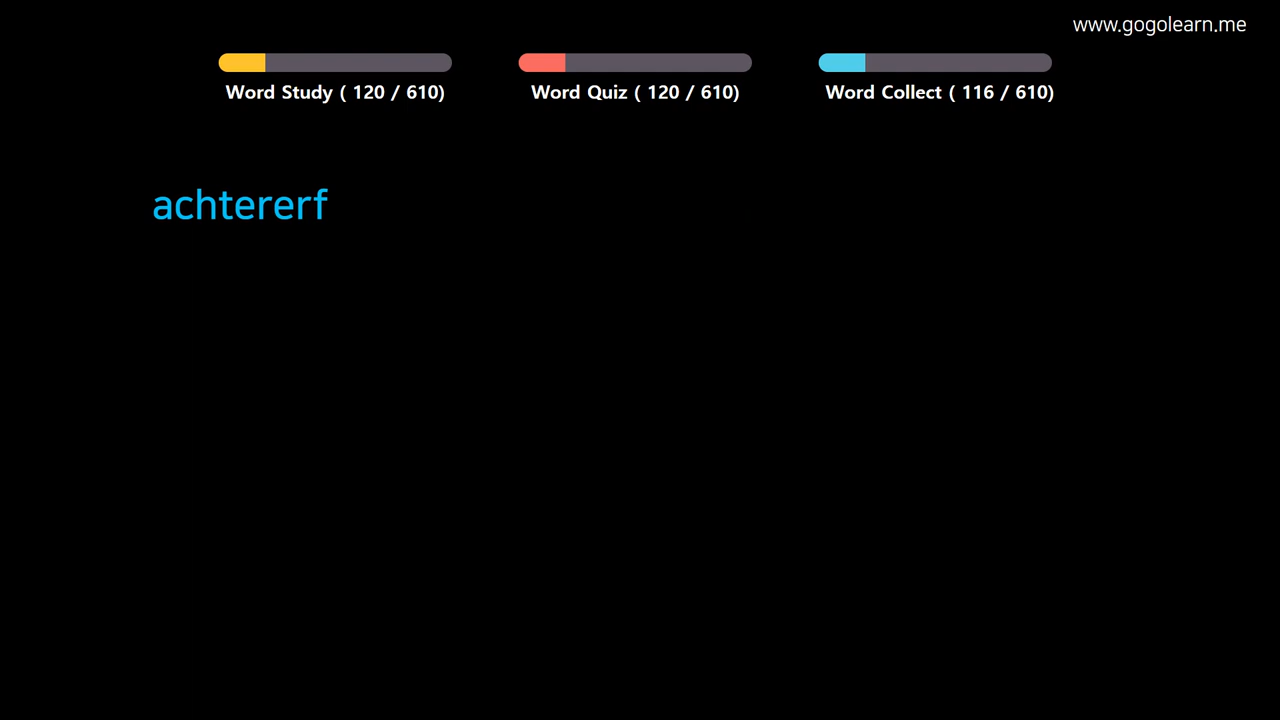 www.gogolearn.me
Word Study ( 120 / 610)
Word Quiz ( 120 / 610)
Word Collect ( 116 / 610)
achtererf